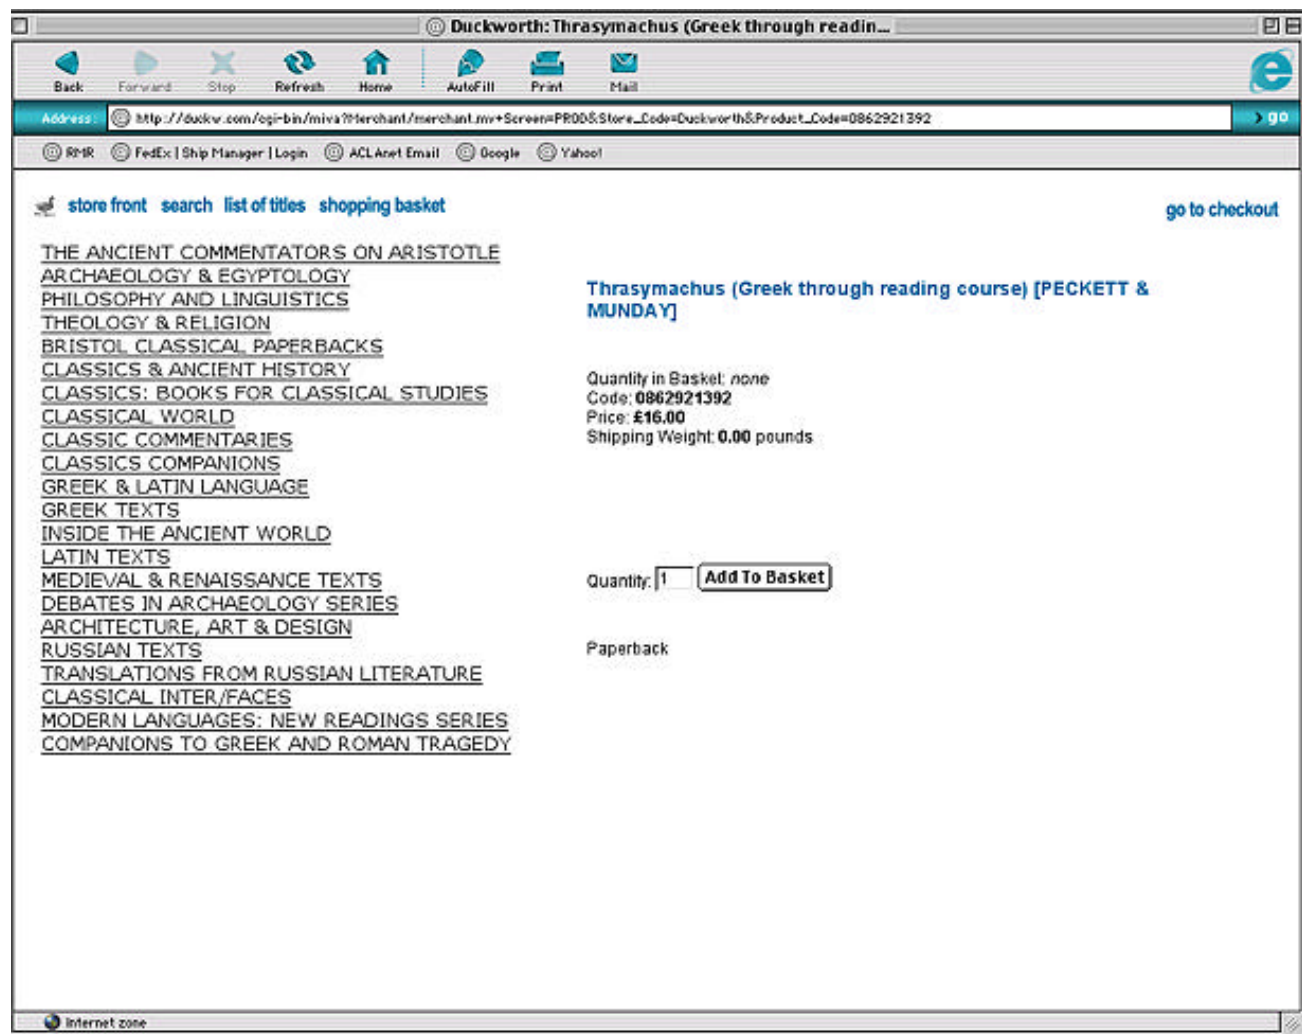 Duckworth: Thrasymachus (Greek through readin...
Back Forward Stop Refresh Home AutoFill Print Mail
Address: http://duckw.com/cgi-bin/miva?Merchant/merchant.mv+Screen=PROD&Store_Code=Duckworth&Product_Code=0862921392 go
RMR FedEx | Ship Manager | Login ACLAnet Email Google Yahoo!
store front search list of titles shopping basket
go to checkout
THE ANCIENT COMMENTATORS ON ARISTOTLE
ARCHAEOLOGY & EGYPTOLOGY
PHILOSOPHY AND LINGUISTICS
THEOLOGY & RELIGION
BRISTOL CLASSICAL PAPERBACKS
CLASSICS & ANCIENT HISTORY
CLASSICS: BOOKS FOR CLASSICAL STUDIES
CLASSICAL WORLD
CLASSIC COMMENTARIES
CLASSICS COMPANIONS
GREEK & LATIN LANGUAGE
GREEK TEXTS
INSIDE THE ANCIENT WORLD
LATIN TEXTS
MEDIEVAL & RENAISSANCE TEXTS
DEBATES IN ARCHAEOLOGY SERIES
ARCHITECTURE, ART & DESIGN
RUSSIAN TEXTS
TRANSLATIONS FROM RUSSIAN LITERATURE
CLASSICAL INTER/FACES
MODERN LANGUAGES: NEW READINGS SERIES
COMPANIONS TO GREEK AND ROMAN TRAGEDY
Thrasymachus (Greek through reading course) [PECKETT &
MUNDAY]
Quantity in Basket: none
Code: 0862921392
Price: £16.00
Shipping Weight: 0.00 pounds
Quantity: 1 Add To Basket
Paperback
Internet zone